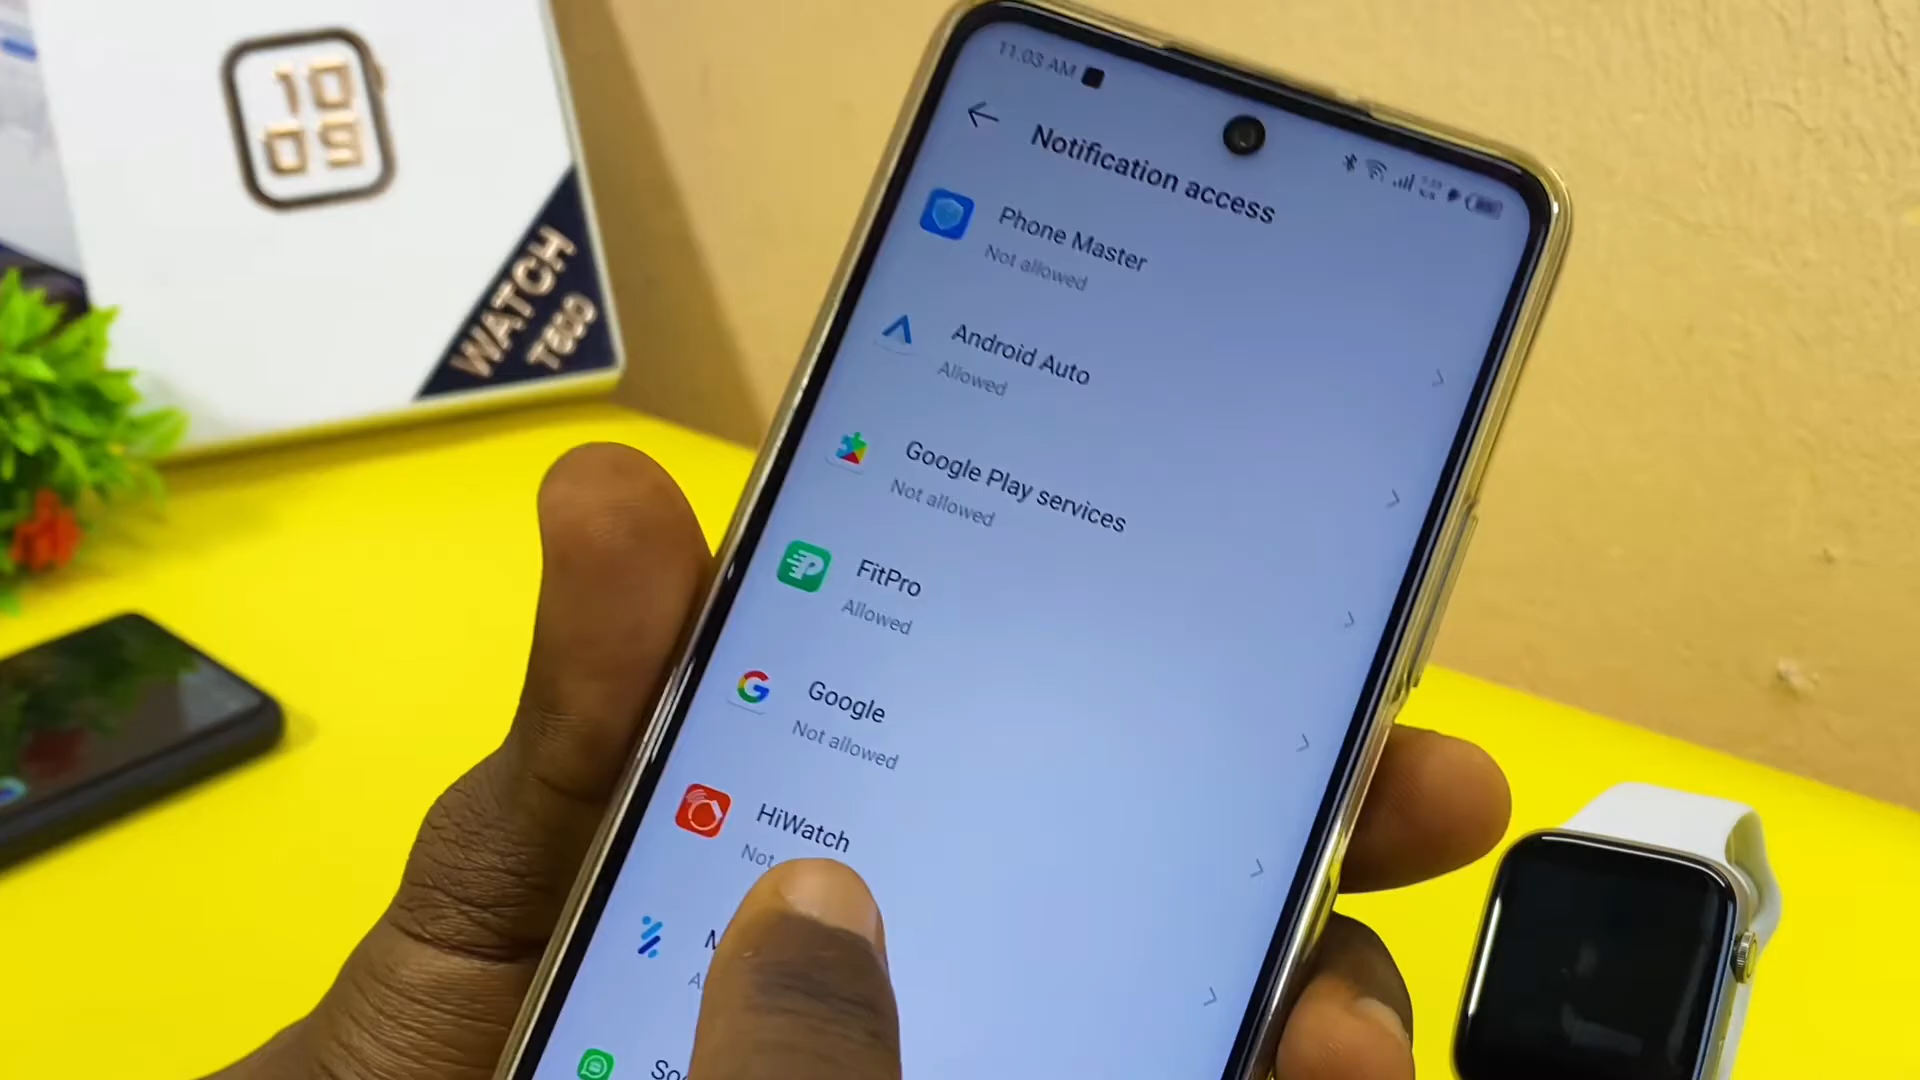 10
09
WATCH
T500
11.03 AM
Notification access
Phone Master
Not allowed
Android Auto
Allowed
Google Play services
Not allowed
FitPro
Allowed
Google
Not allowed
HiWatch
Not